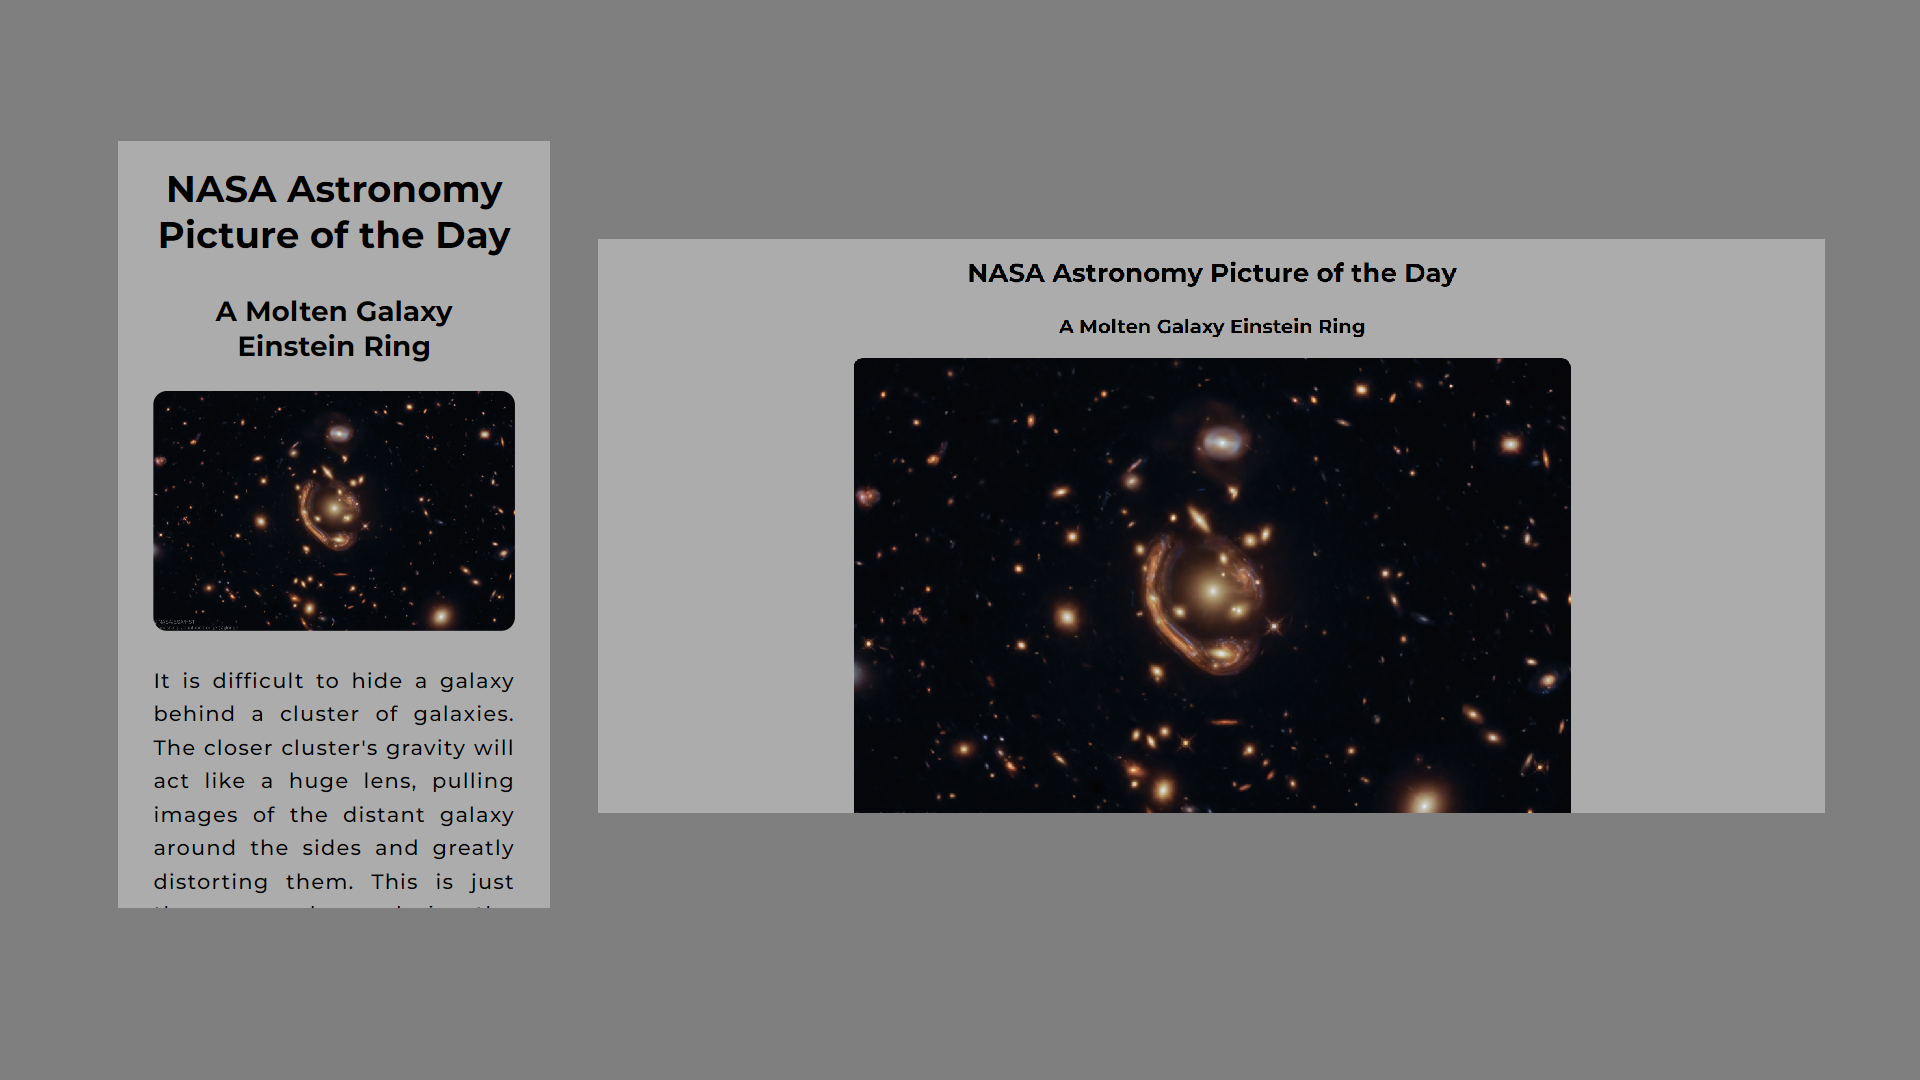 NASA Astronomy
Picture of the Day
A Molten Galaxy
Einstein Ring
It is difficult to hide a galaxy
behind a cluster of galaxies.
The closer cluster's gravity will
act like a huge lens, pulling
images of the distant galaxy
around the sides and greatly
distorting them. This is just
NASA Astronomy Picture of the Day
A Molten Galaxy Einstein Ring